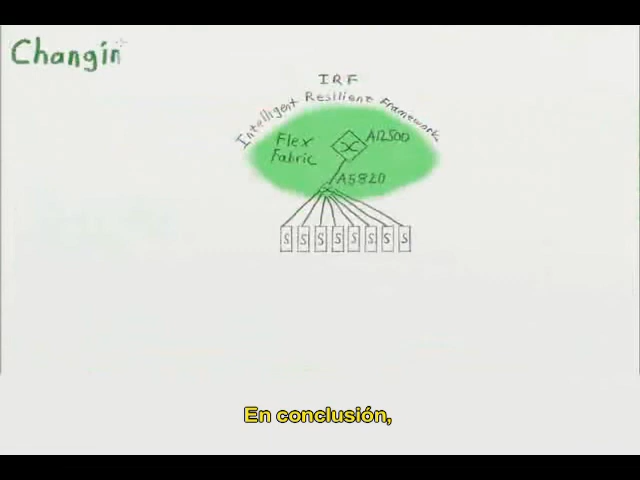 Changin
IRF
Intelligent Resilient Framework
Flex
Fabric
A12500
A5820
S S S S S S S S
En conclusión,